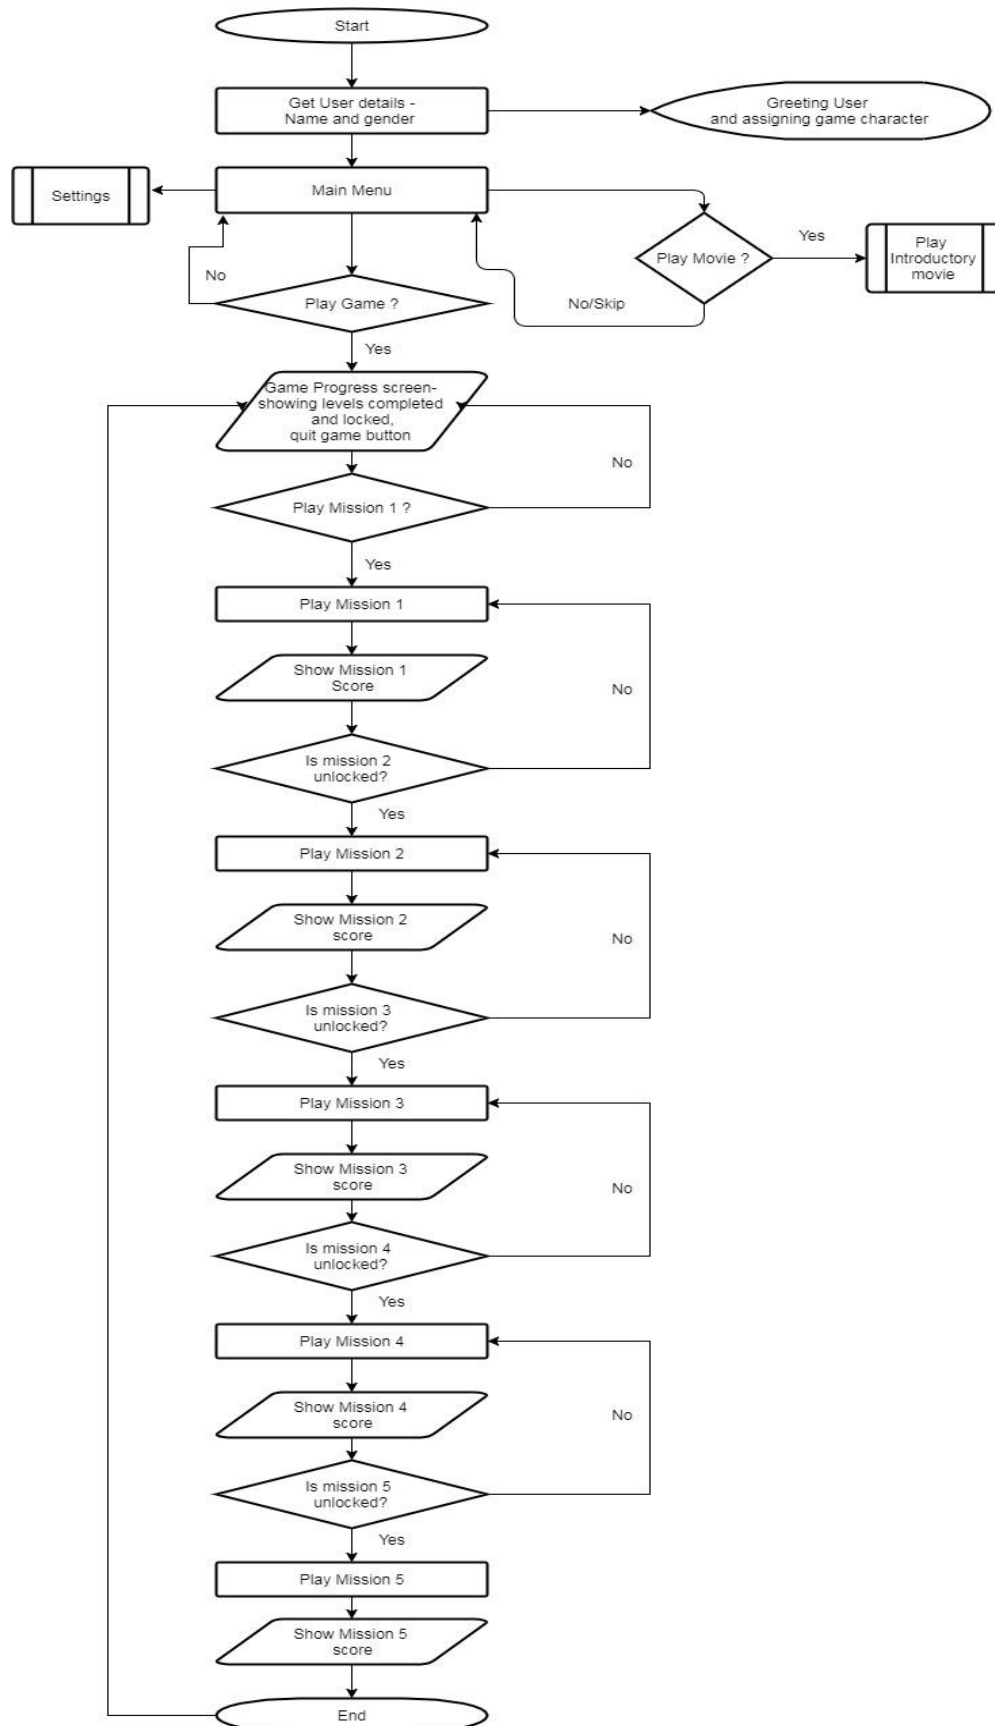 Start
Get User details -
Name and gender
Greeting User
and assigning game character
Settings
Main Menu
Play Movie ?
Yes
Play
Introductory
movie
No
Play Game ?
No/Skip
Yes
Game Progress screen-
showing levels completed
and locked,
quit game button
No
Play Mission 1 ?
Yes
Play Mission 1
Show Mission 1
Score
No
Is mission 2
unlocked?
Yes
Play Mission 2
Show Mission 2
score
No
Is mission 3
unlocked?
Yes
Play Mission 3
Show Mission 3
score
No
Is mission 4
unlocked?
Yes
Play Mission 4
Show Mission 4
score
No
Is mission 5
unlocked?
Yes
Play Mission 5
Show Mission 5
score
End